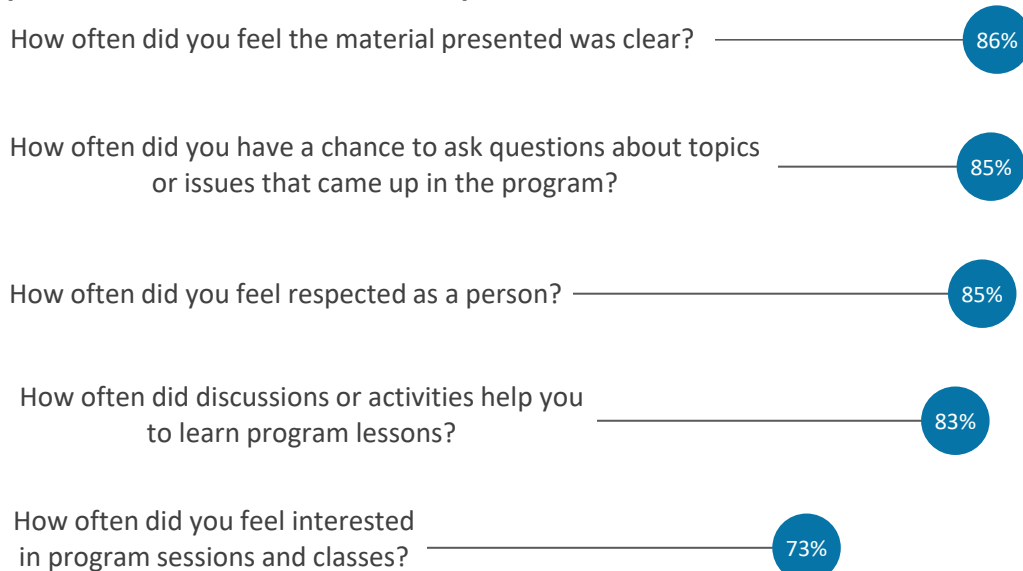 How often did you feel the material presented was clear?
86%
How often did you have a chance to ask questions about topics
or issues that came up in the program?
85%
How often did you feel respected as a person?
85%
How often did discussions or activities help you
to learn program lessons?
83%
How often did you feel interested
in program sessions and classes?
73%